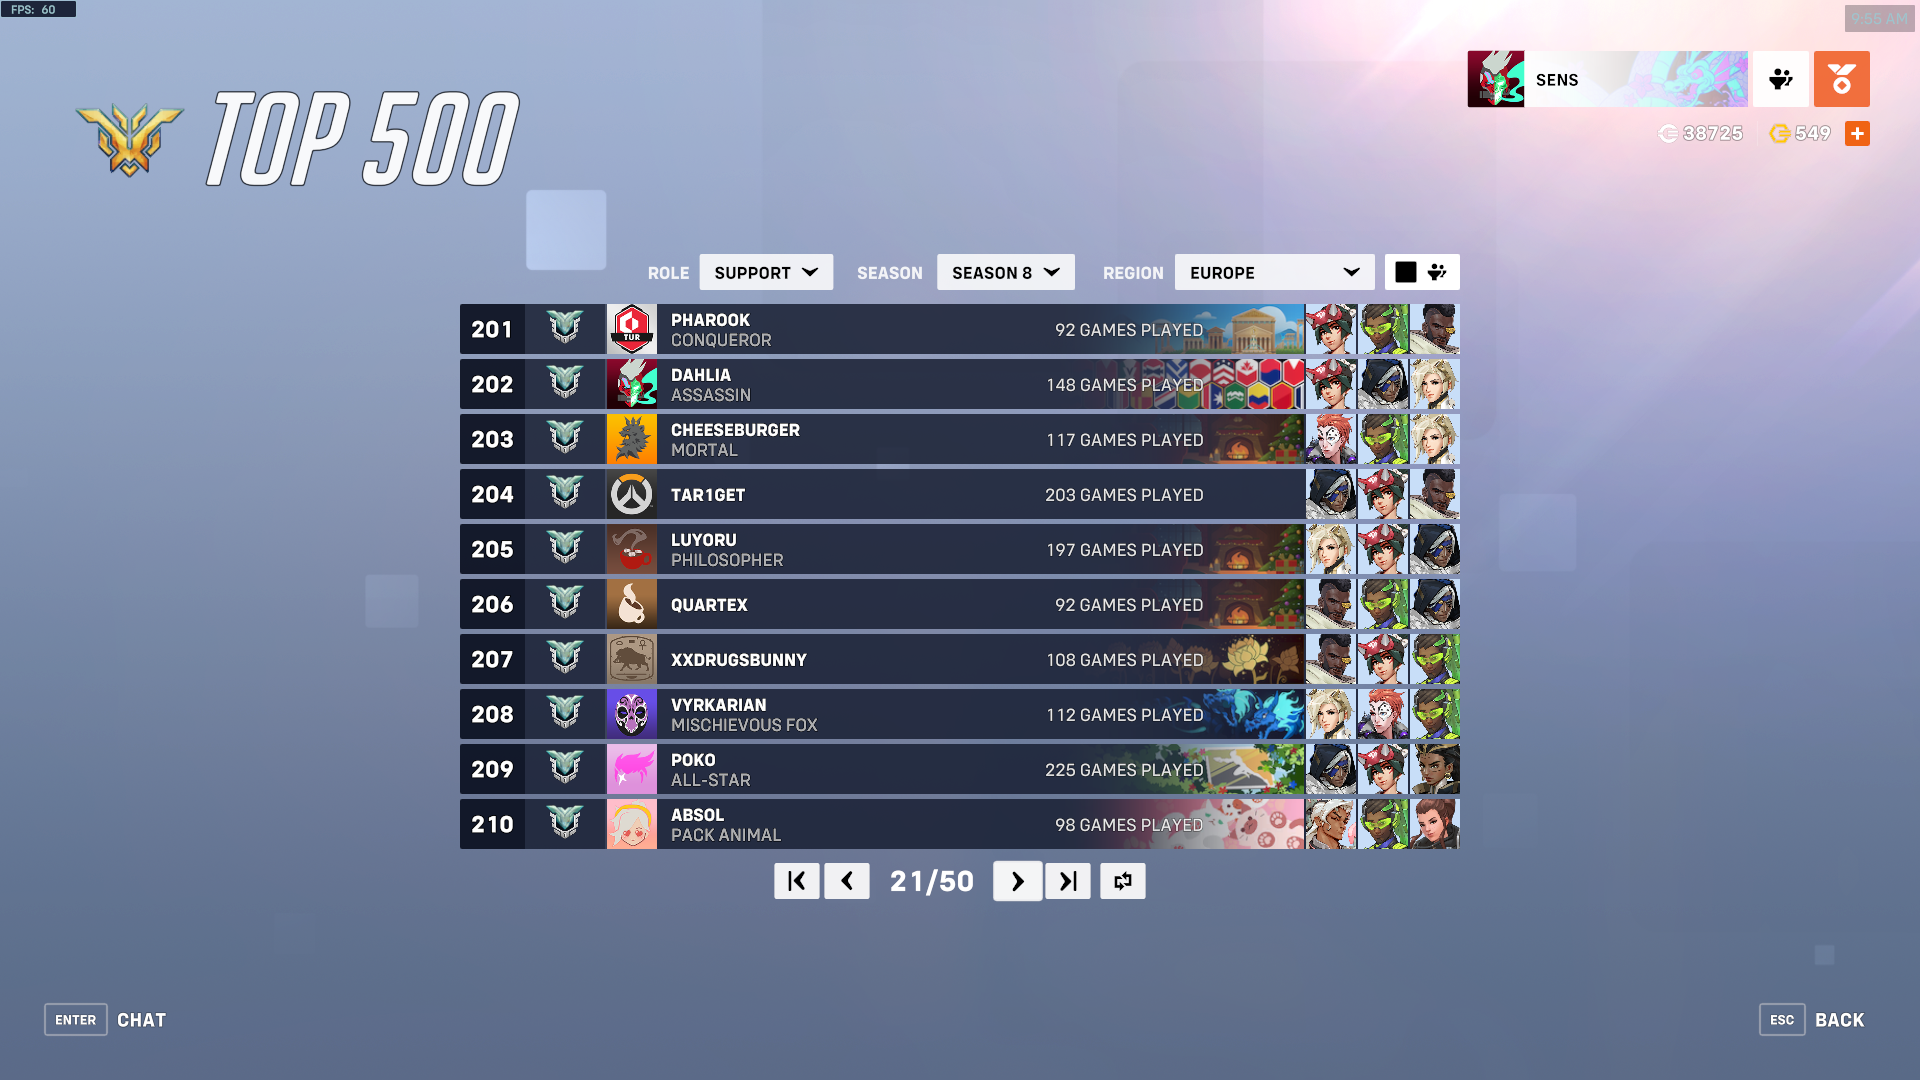 FPS: 60
9:55 AM
TOP 500
SENS
38725 549
ROLE SUPPORT SEASON SEASON 8 REGION EUROPE
201 TUR PHAROOK 92 GAMES PLAYED
CONQUEROR
202 DAHLIA 148 GAMES PLAYED
ASSASSIN
203 CHEESEBURGER 117 GAMES PLAYED
MORTAL
204 TAR1GET 203 GAMES PLAYED
205 LUYORU 197 GAMES PLAYED
PHILOSOPHER
206 QUARTEX 92 GAMES PLAYED
207 XXDRUGSBUNNY 108 GAMES PLAYED
208 VYRKARIAN 112 GAMES PLAYED
MISCHIEVOUS FOX
209 POKO 225 GAMES PLAYED
ALL-STAR
210 ABSOL 98 GAMES PLAYED
PACK ANIMAL
21/50
ENTER CHAT
ESC BACK